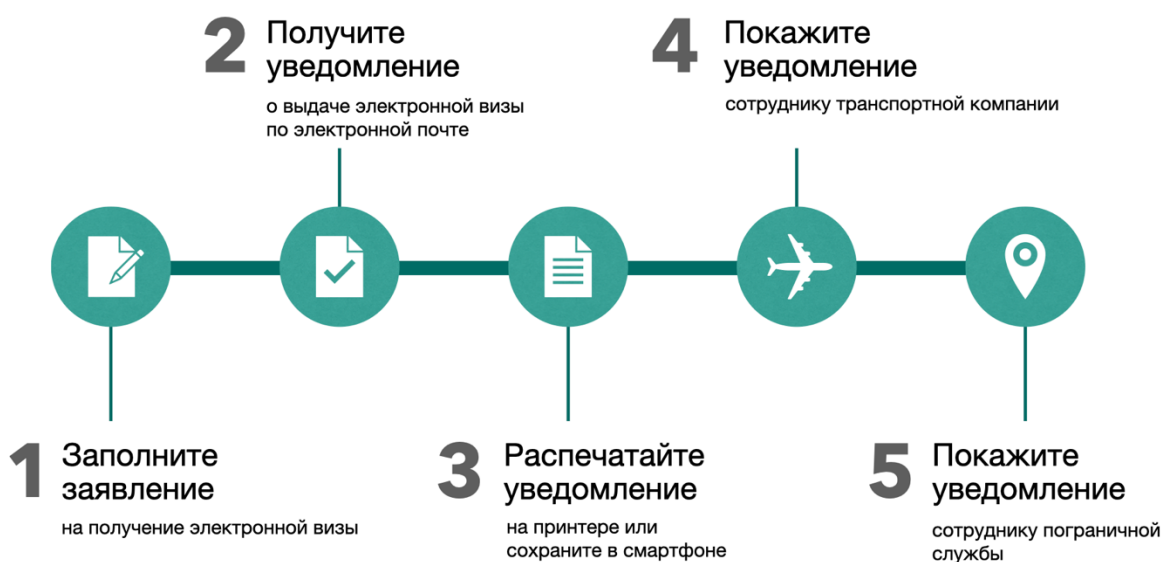 1
Заполните
заявление
на получение электронной визы
2
Получите
уведомление
о выдаче электронной визы
по электронной почте
3
Распечатайте
уведомление
на принтере или
сохраните в смартфоне
4
Покажите
уведомление
сотруднику транспортной компании
5
Покажите
уведомление
сотруднику пограничной
службы